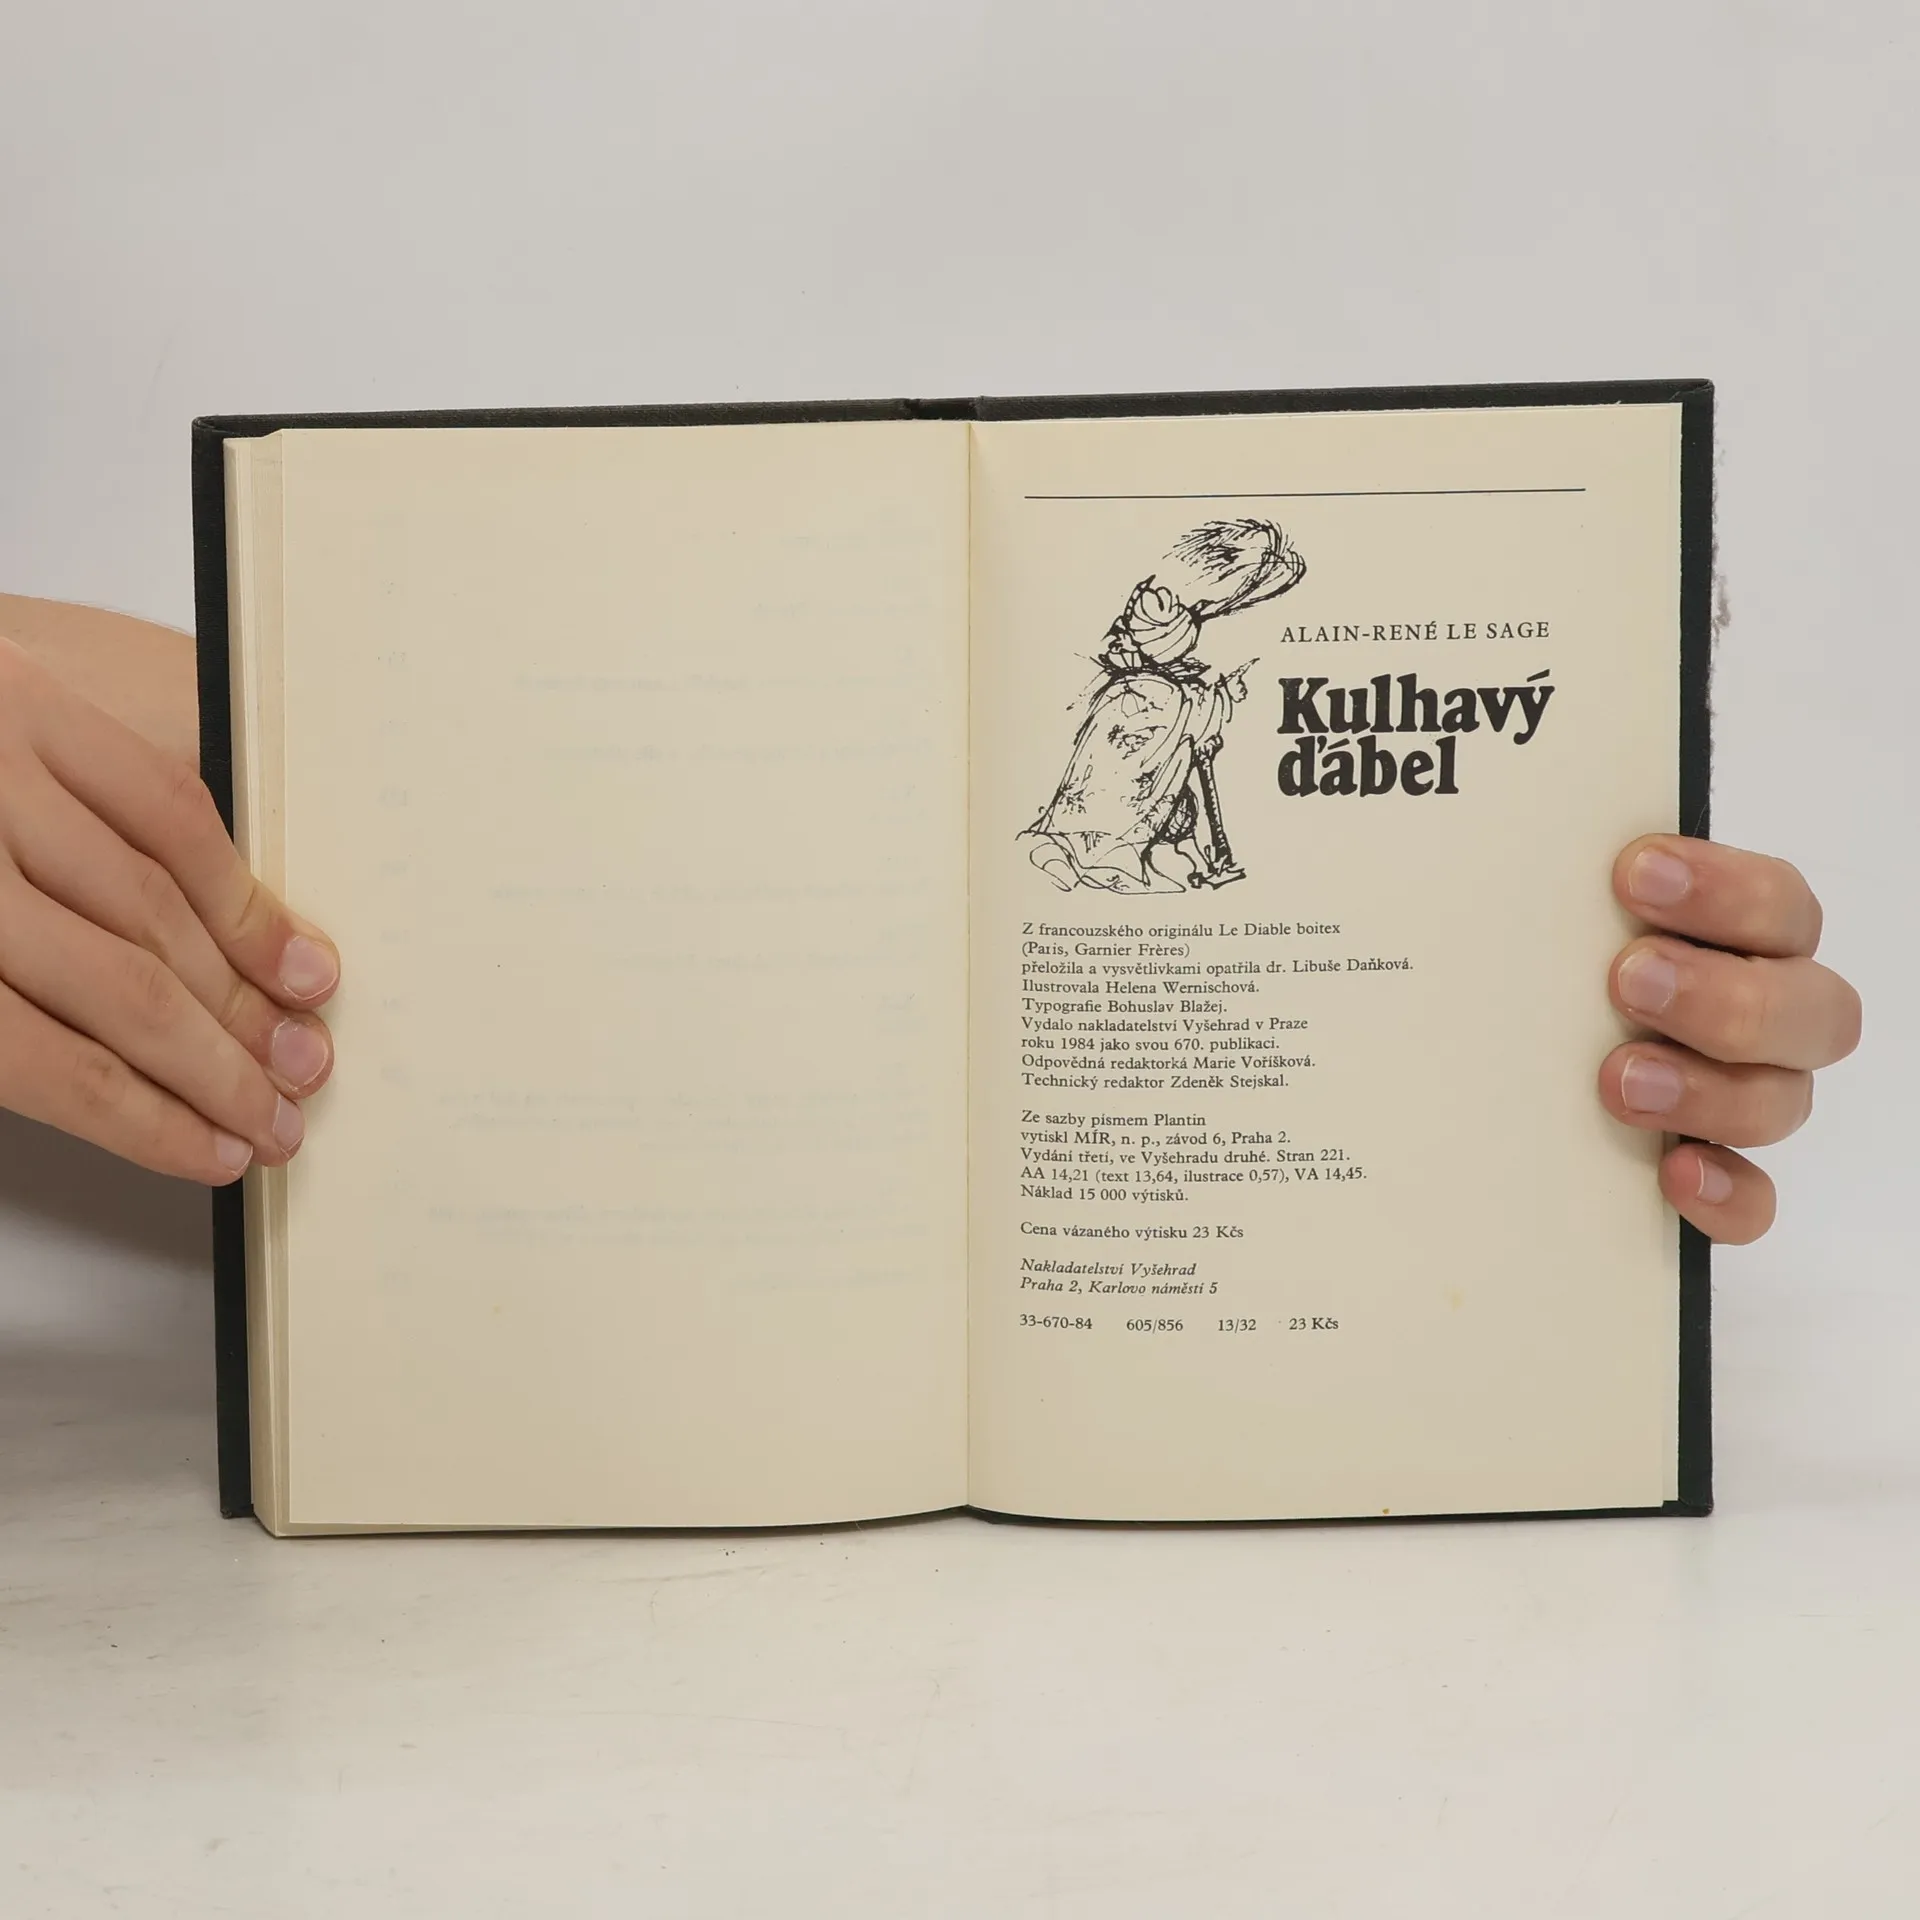 ALAIN-RENÉ LE SAGE
Kulhavý
ďábel
Z francouzského originálu Le Diable boitex
(Paris, Garnier Frères)
přeložila a vysvětlivkami opatřila dr. Libuše Daňková.
Ilustrovala Helena Wernischová.
Typografie Bohuslav Blažej.
Vydalo nakladatelství Vyšehrad v Praze
roku 1984 jako svou 670. publikaci.
Odpovědná redaktorká Marie Voříšková.
Technický redaktor Zdeněk Stejskal.
Ze sazby písmem Plantin
vytiskl MÍR, n. p., závod 6, Praha 2.
Vydání třetí, ve Vyšehradu druhé. Stran 221.
AA 14,21 (text 13,64, ilustrace 0,57), VA 14,45.
Náklad 15 000 výtisků.
Cena vázaného výtisku 23 Kčs
Nakladatelství Vyšehrad
Praha 2, Karlovo náměstí 5
33-670-84 605/856 13/32 23 Kčs